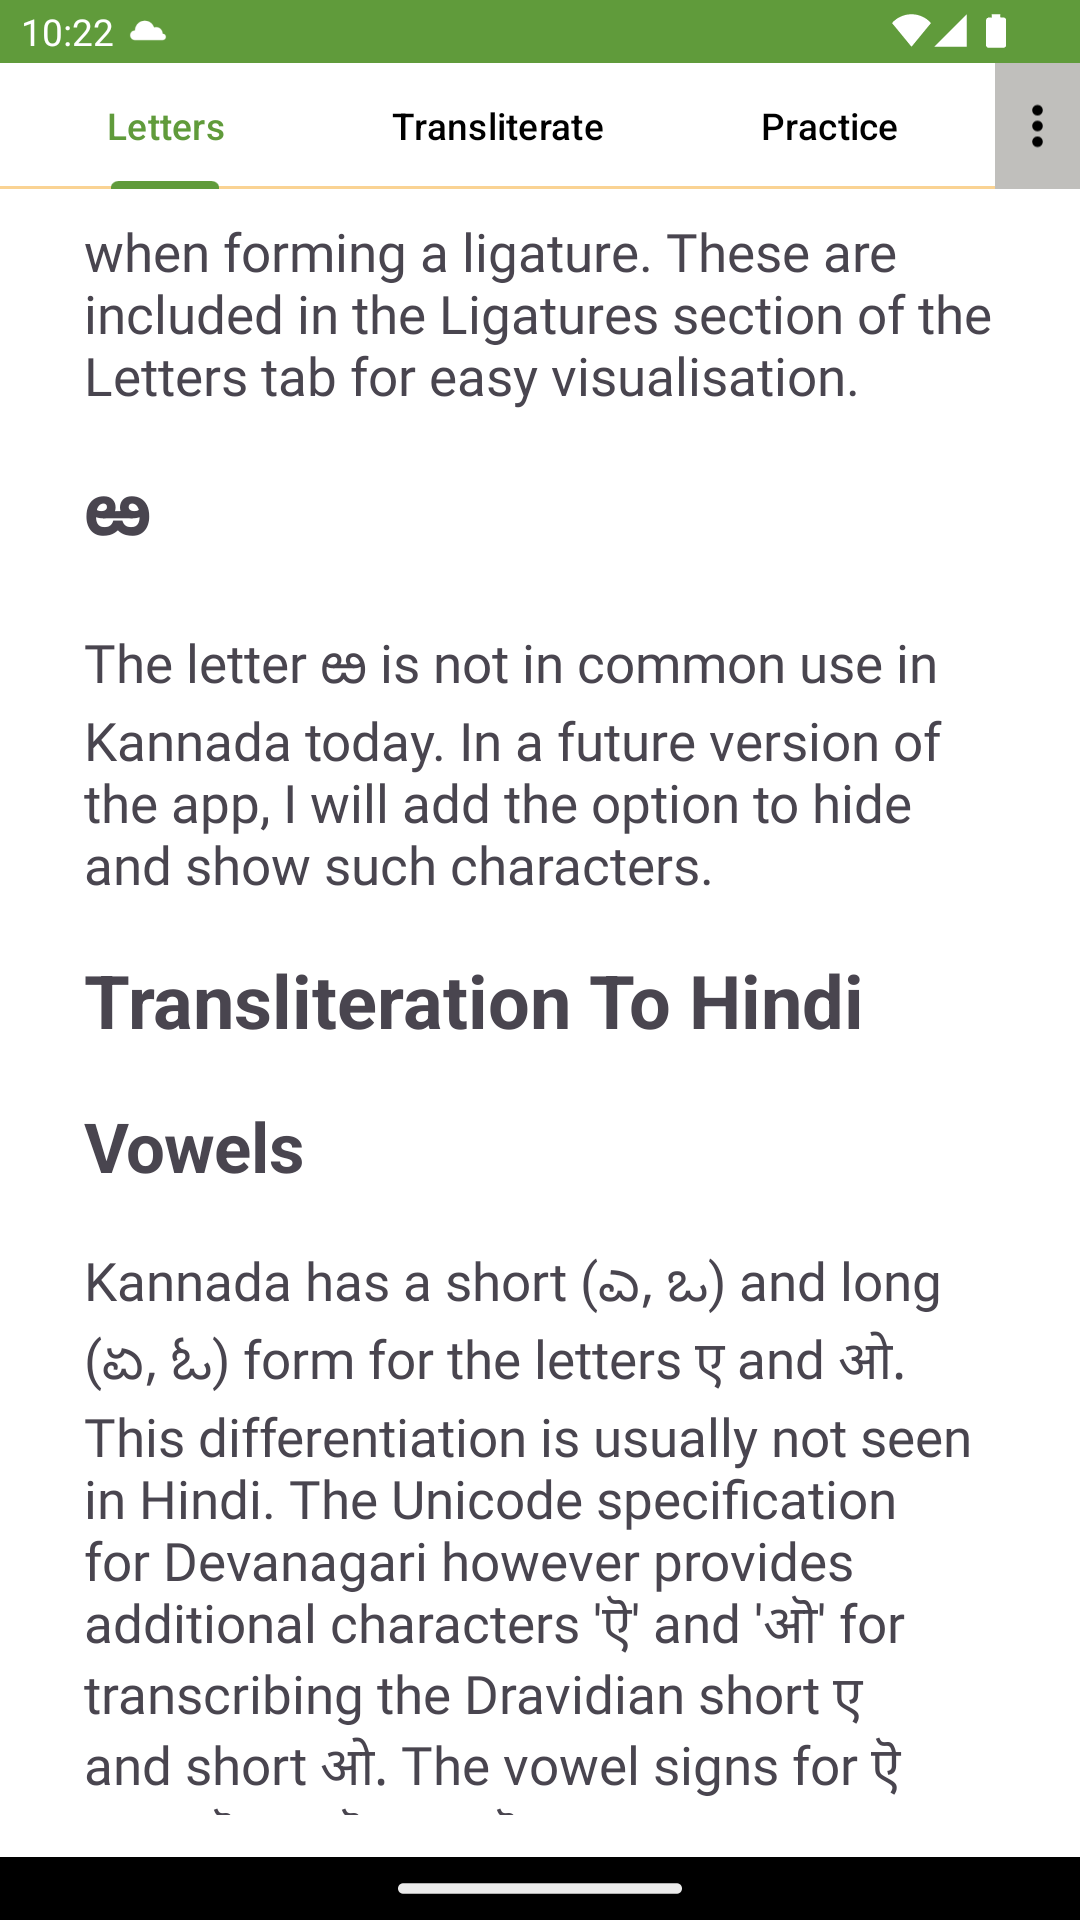 10:22
Letters
Transliterate
Practice
when forming a ligature. These are
included in the Ligatures section of the
Letters tab for easy visualisation.
ಱ
The letter ಱ is not in common use in
Kannada today. In a future version of
the app, I will add the option to hide
and show such characters.
Transliteration To Hindi
Vowels
Kannada has a short (ಎ, ಒ) and long
(ಏ, ಓ) form for the letters ए and ओ.
This differentiation is usually not seen
in Hindi. The Unicode specification
for Devanagari however provides
additional characters 'ऎ' and 'ऒ' for
transcribing the Dravidian short ए
and short ओ. The vowel signs for ऎ